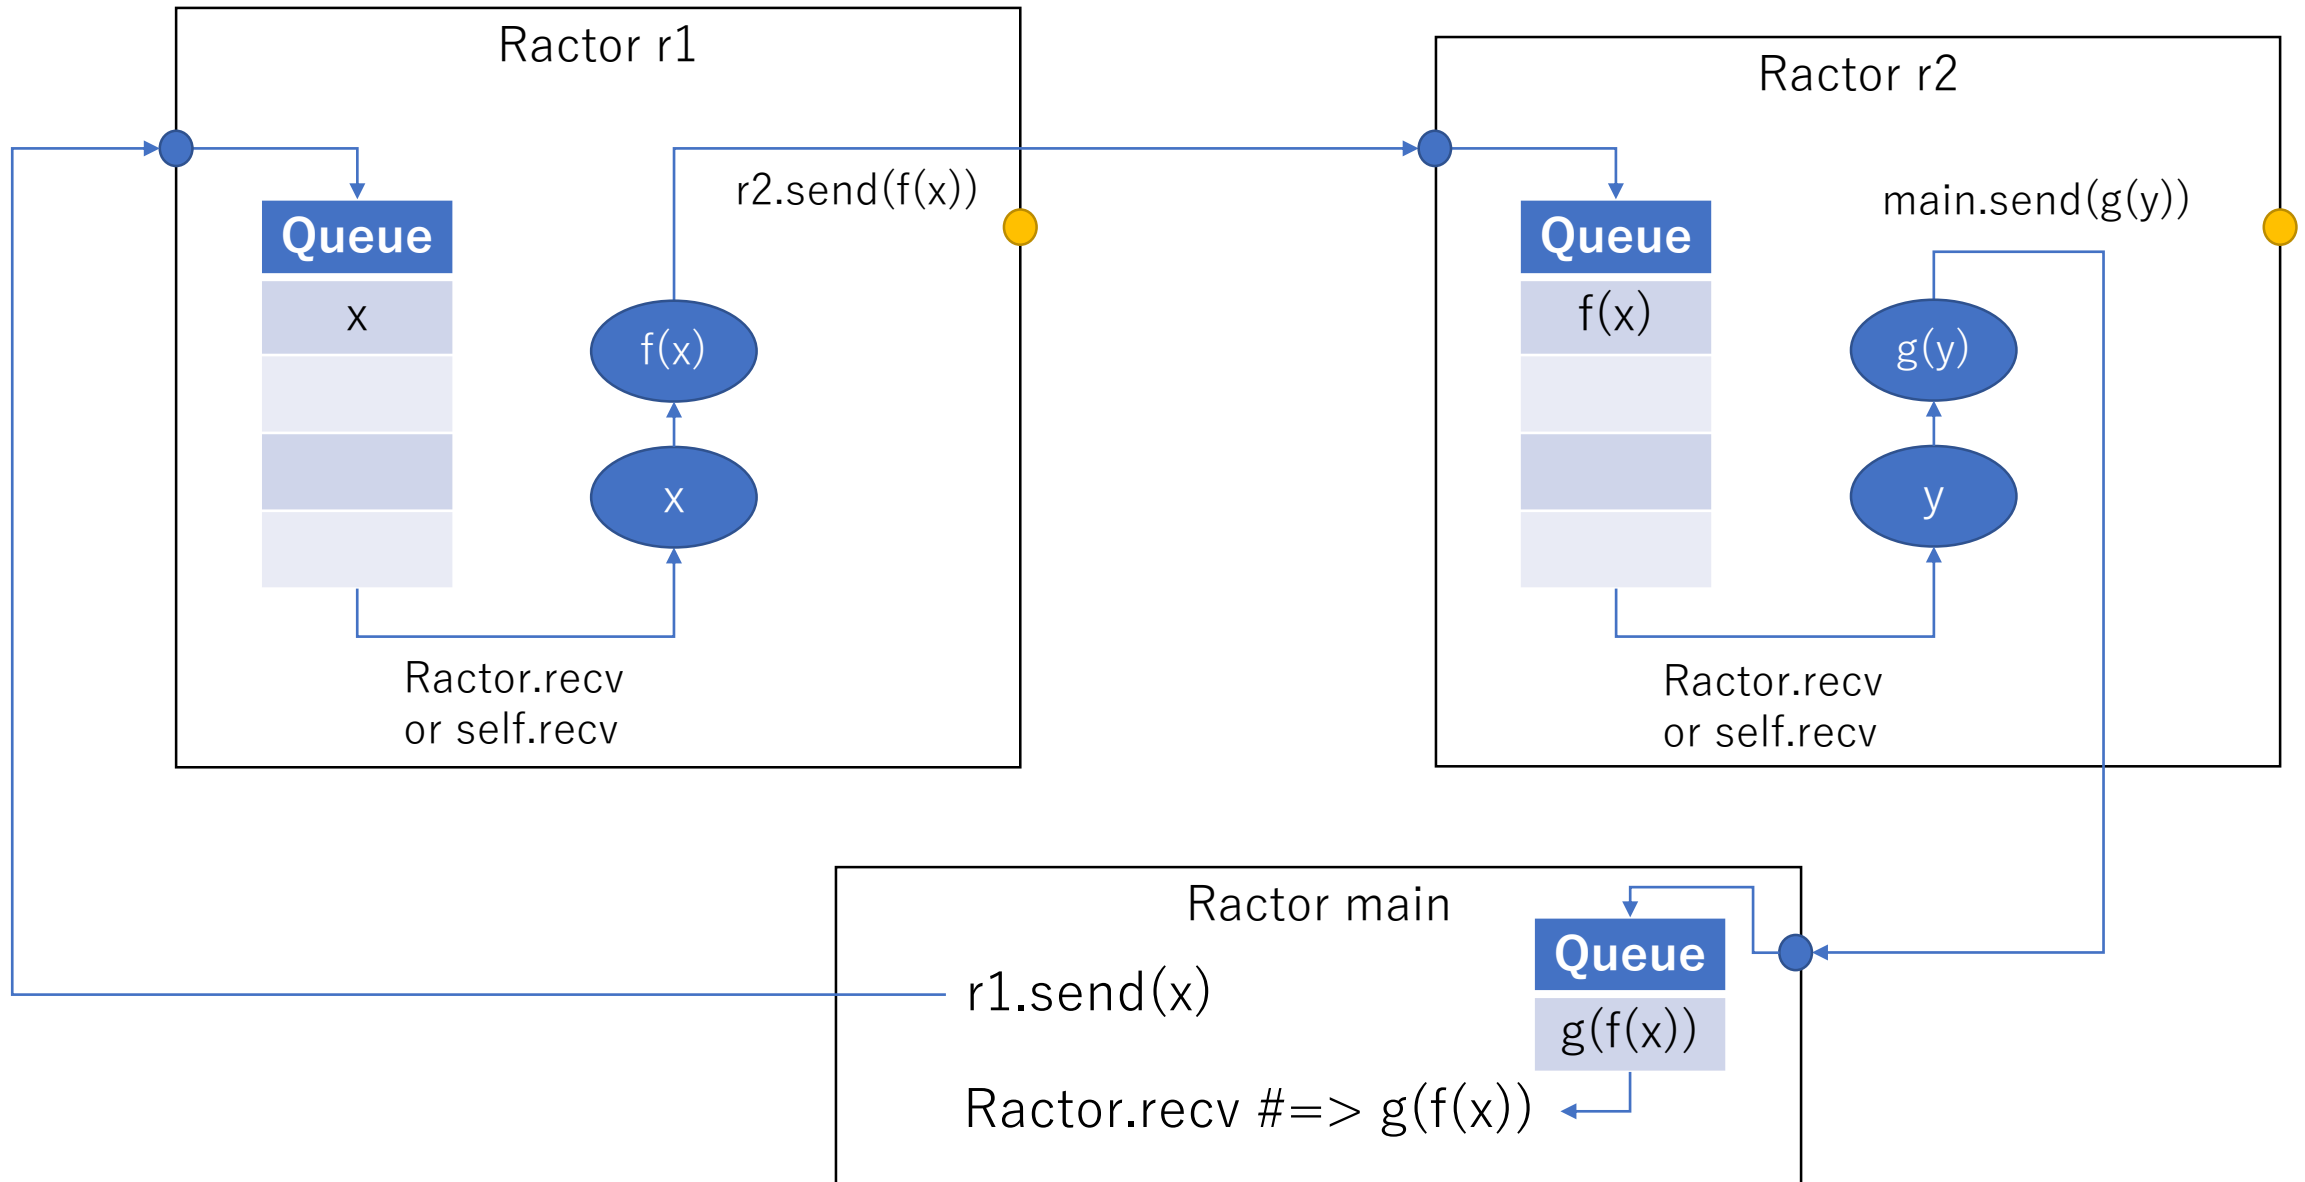 Ractor r1
r2.send(f(x))
Queue
x
f(x)
x
Ractor.recv
or self.recv
Ractor r2
main.send(g(y))
Queue
f(x)
g(y)
y
Ractor.recv
or self.recv
Ractor main
r1.send(x)
Queue
g(f(x))
Ractor.recv #=> g(f(x))